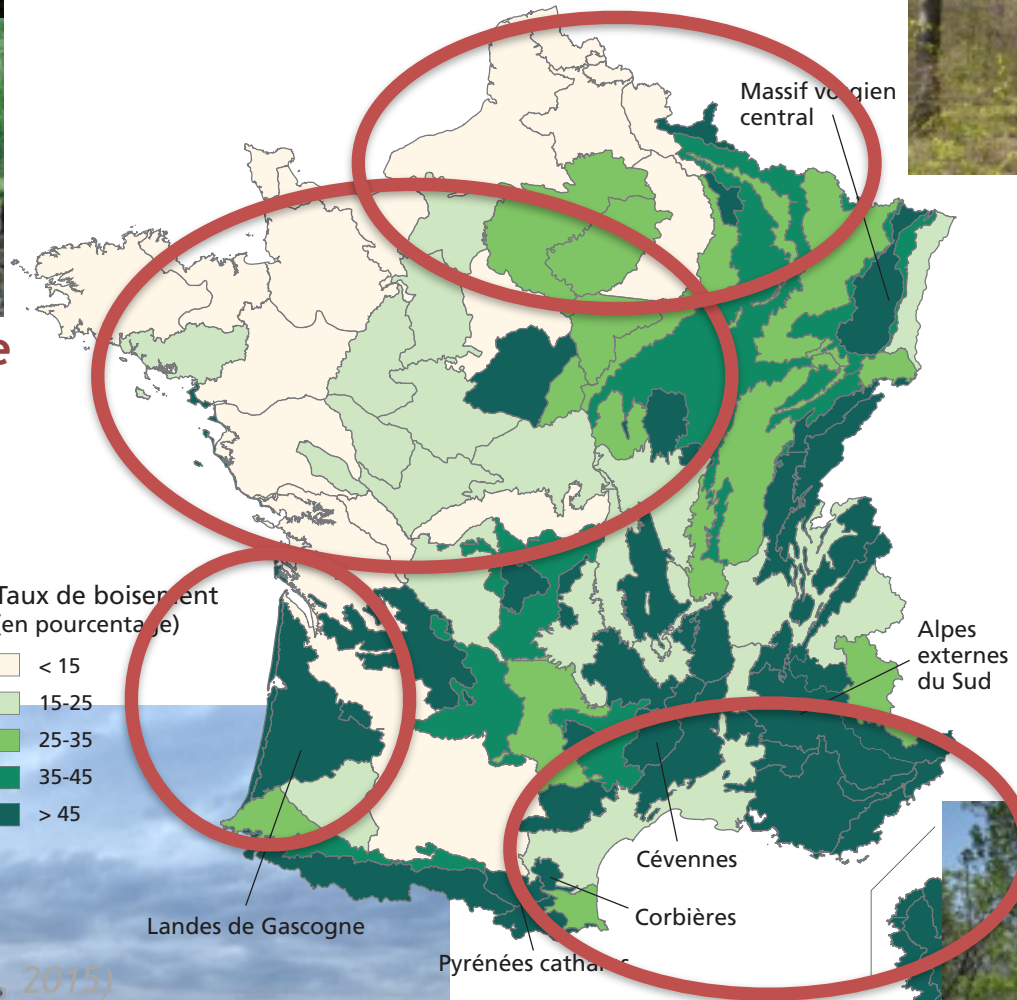 Massif vosgien
central
e
Taux de boisement
(en pourcentage)
< 15
15-25
25-35
35-45
> 45
Alpes
externes
du Sud
Cévennes
Corbières
Landes de Gascogne
Pyrénées cathares
2015)